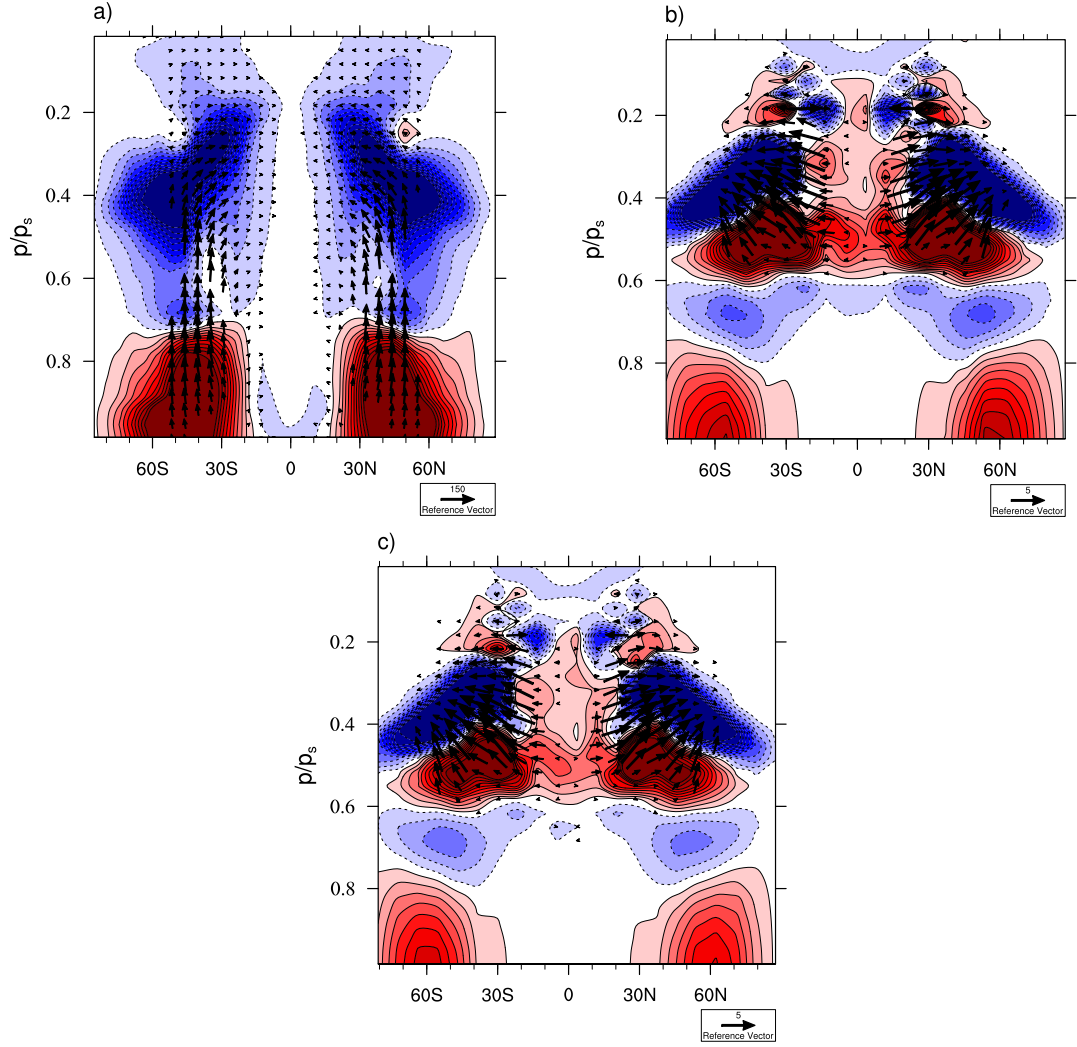 a)
0.2
0.4
0.6
0.8
p/ps
60S 30S 0 30N 60N
150
Reference Vector
b)
0.2
0.4
0.6
0.8
p/ps
60S 30S 0 30N 60N
5
Reference Vector
c)
0.2
0.4
0.6
0.8
p/ps
60S 30S 0 30N 60N
5
Reference Vector